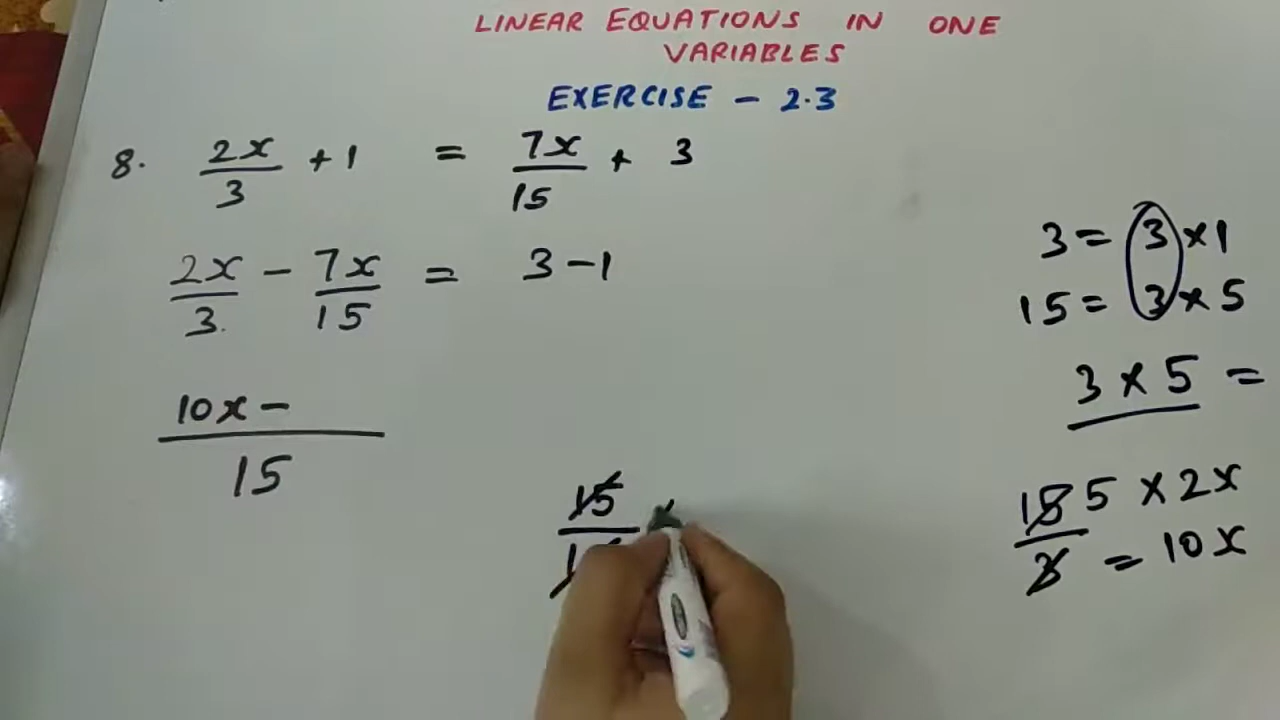 LINEAR EQUATIONS IN ONE
VARIABLES
EXERCISE - 2.3
8. 2x/3 + 1 = 7x/15 + 3
2x/3 - 7x/15 = 3 - 1
10x - / 15
3 = 3 × 1
15 = 3 × 5
3 × 5 =
15/3 5 × 2x
= 10x
15